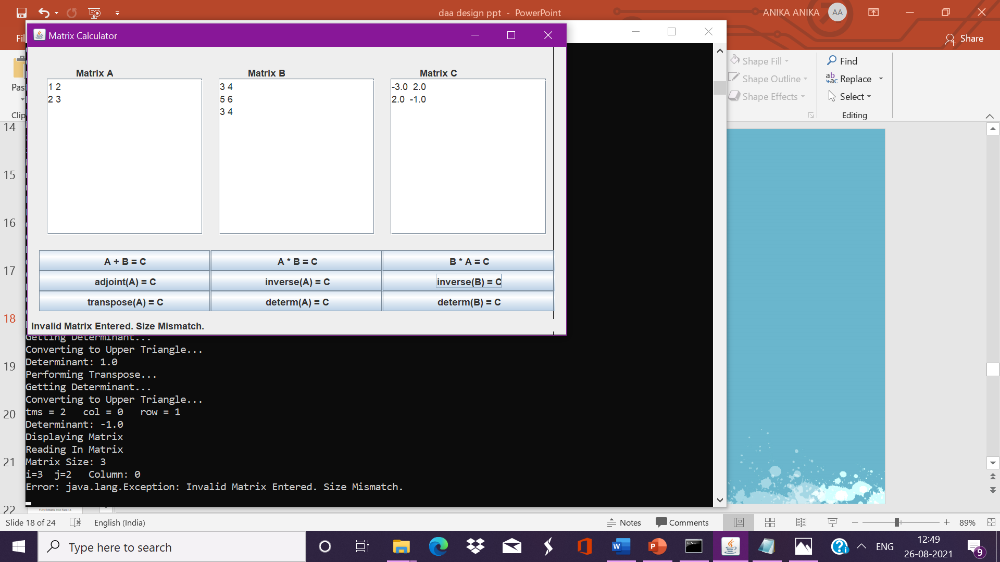 daa design ppt - PowerPoint
ANIKA ANIKA
AA
Share
Matrix Calculator
Matrix A
1 2
2 3
Matrix B
3 4
5 6
3 4
Matrix C
-3.0 2.0
2.0 -1.0
A + B = C
A * B = C
B * A = C
adjoint(A) = C
inverse(A) = C
inverse(B) = C
transpose(A) = C
determ(A) = C
determ(B) = C
Invalid Matrix Entered. Size Mismatch.
Getting Determinant...
Converting to Upper Triangle...
Determinant: 1.0
Performing Transpose...
Getting Determinant...
Converting to Upper Triangle...
tms = 2 col = 0 row = 1
Determinant: -1.0
Displaying Matrix
Reading In Matrix
Matrix Size: 3
i=3 j=2 Column: 0
Error: java.lang.Exception: Invalid Matrix Entered. Size Mismatch.
Shape Fill
Shape Outline
Shape Effects
Find
Replace
Select
Editing
14
15
16
17
18
19
20
21
22
Slide 18 of 24
English (India)
Notes
Comments
89%
Type here to search
ENG
12:49
26-08-2021
9